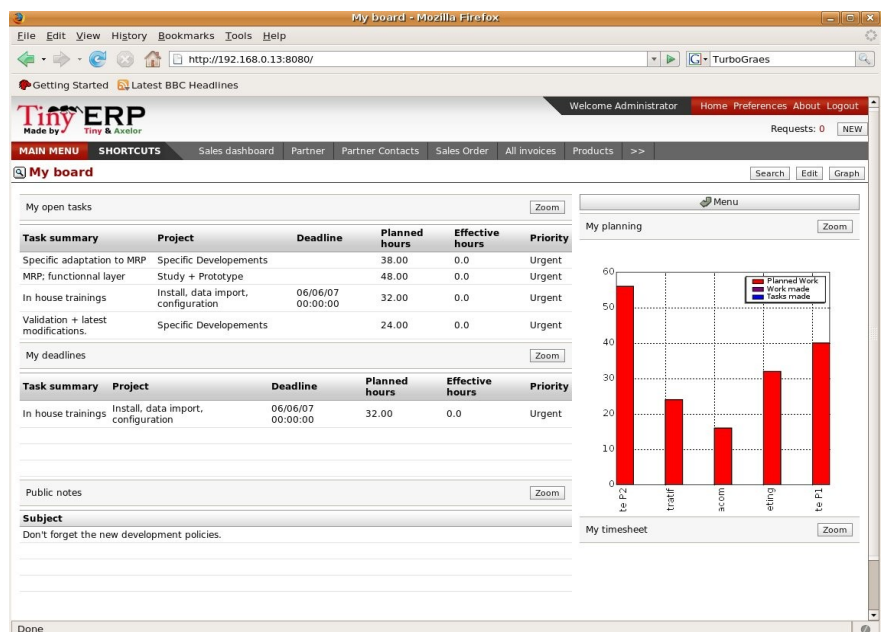 My board - Mozilla Firefox
File Edit View History Bookmarks Tools Help
http://192.168.0.13:8080/
G TurboGraes
Getting Started Latest BBC Headlines
Tiny ERP
Made by Tiny & Axelor
Welcome Administrator Home Preferences About Logout
Requests: 0 NEW
MAIN MENU SHORTCUTS Sales dashboard Partner Partner Contacts Sales Order All invoices Products >>
My board
Search Edit Graph
My open tasks Zoom
Task summary Project Deadline Planned hours Effective hours Priority
Specific adaptation to MRP Specific Developements 38.00 0.0 Urgent
MRP; functionnal layer Study + Prototype 48.00 0.0 Urgent
In house trainings Install, data import, configuration 06/06/07 00:00:00 32.00 0.0 Urgent
Validation + latest modifications. Specific Developements 24.00 0.0 Urgent
My deadlines Zoom
Task summary Project Deadline Planned hours Effective hours Priority
In house trainings Install, data import, configuration 06/06/07 00:00:00 32.00 0.0 Urgent
Public notes Zoom
Subject
Don't forget the new development policies.
Menu
My planning Zoom
Planned Work
Work made
Tasks made
60
50
40
30
20
10
0
te P2 tratif acom eting te P1
My timesheet Zoom
Done